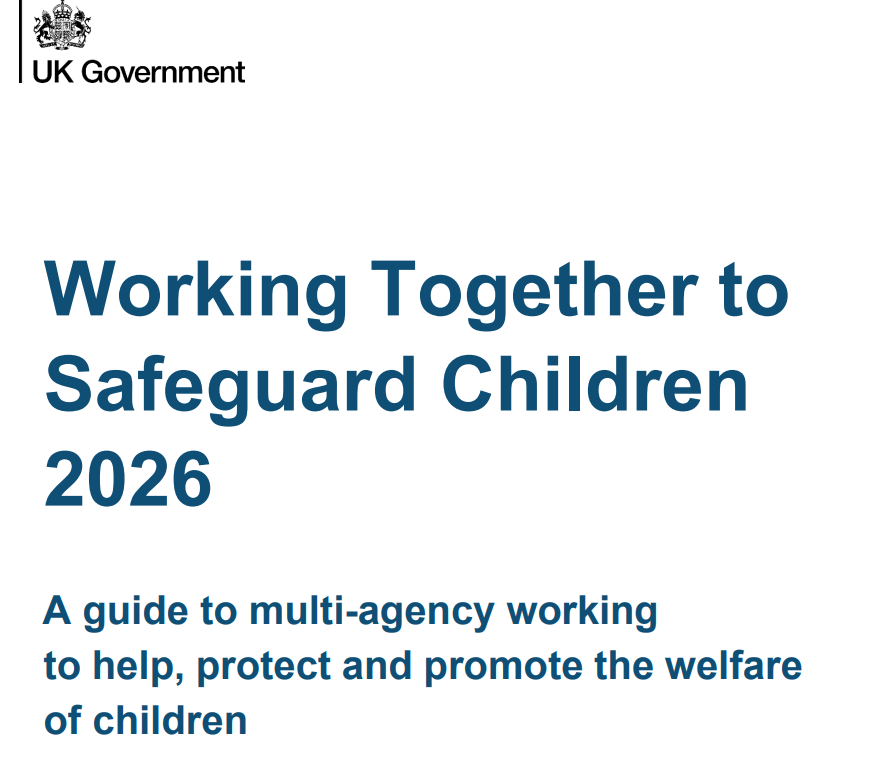 UK Government
Working Together to
Safeguard Children
2026
A guide to multi-agency working
to help, protect and promote the welfare
of children